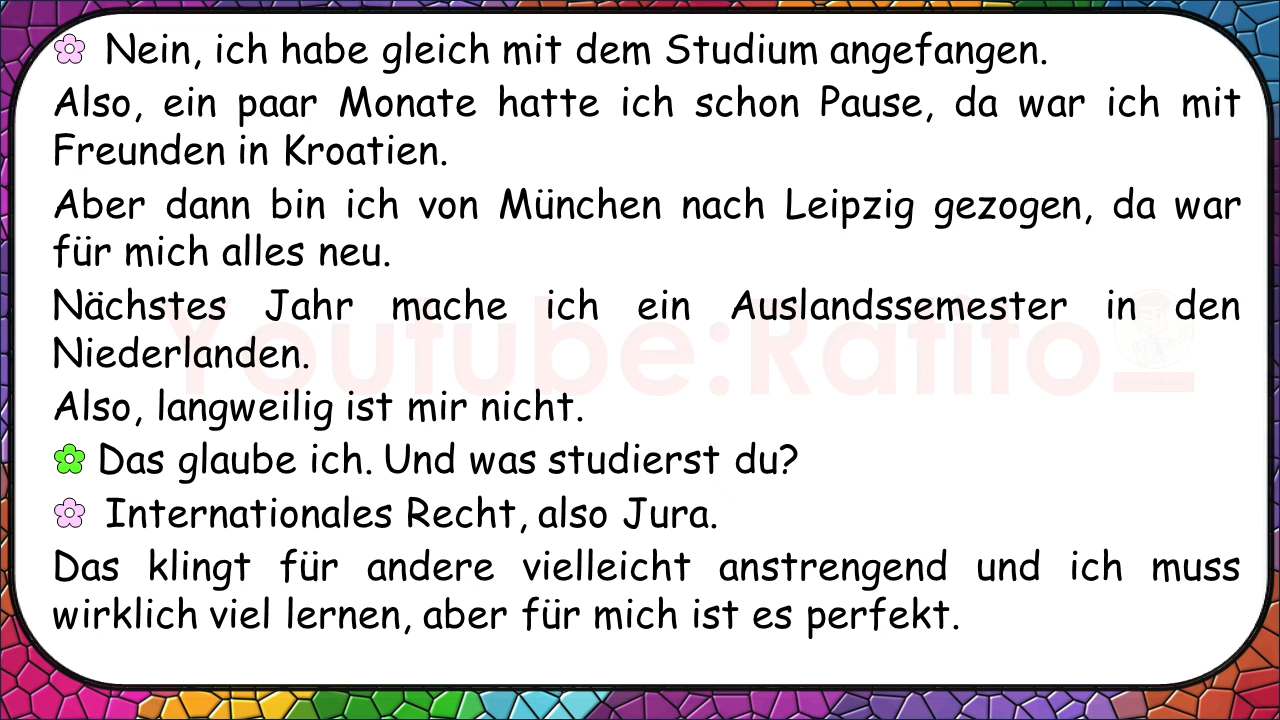 Nein, ich habe gleich mit dem Studium angefangen.
Also, ein paar Monate hatte ich schon Pause, da war ich mit
Freunden in Kroatien.
Aber dann bin ich von München nach Leipzig gezogen, da war
für mich alles neu.
Nächstes Jahr mache ich ein Auslandssemester in den
Niederlanden.
Youtube:Ratito_
Also, langweilig ist mir nicht.
Das glaube ich. Und was studierst du?
Internationales Recht, also Jura.
Das klingt für andere vielleicht anstrengend und ich muss
wirklich viel lernen, aber für mich ist es perfekt.